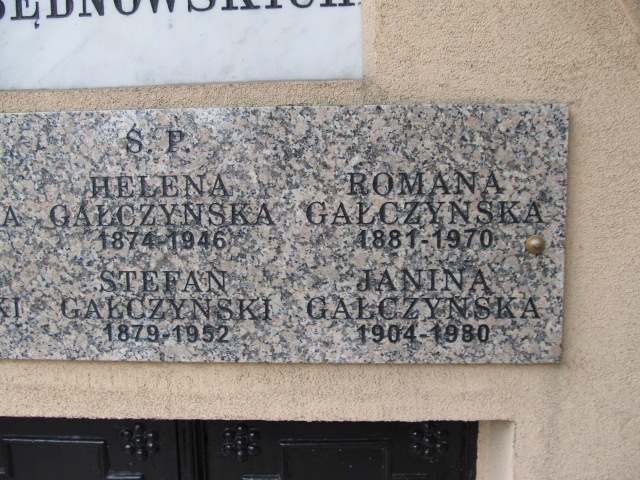 Ś P.
HELENA
GAŁCZYŃSKA
1874-1946
ROMANA
GAŁCZYŃSKA
1881-1970
STEFAN
GAŁCZYŃSKI
1879-1952
JANINA
GAŁCZYŃSKA
1904-1980